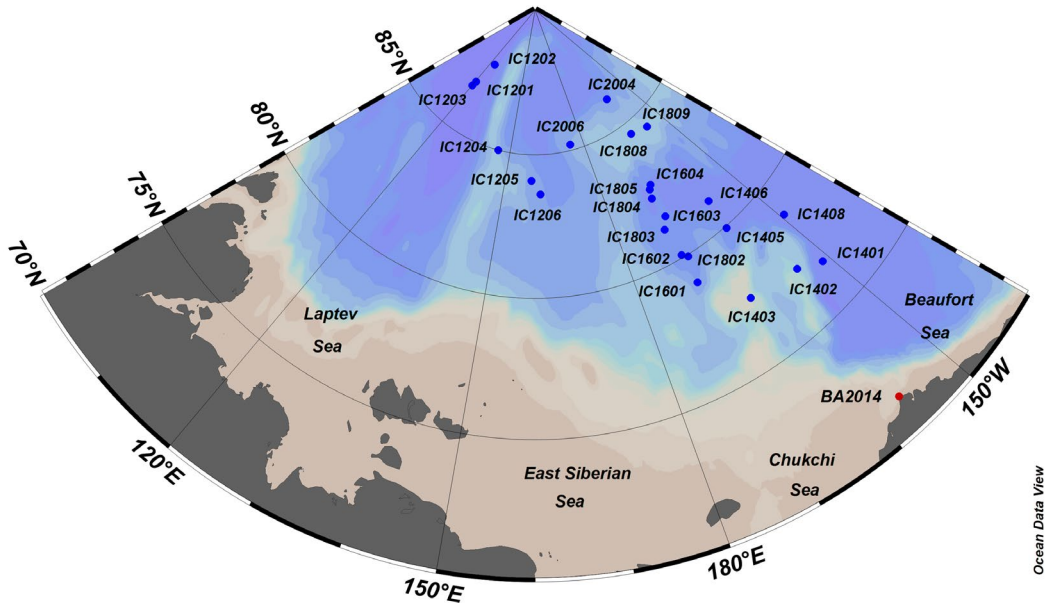 85°N
IC1202
IC1201
IC1203
IC2004
80°N
IC1809
IC2006
IC1204
IC1808
75°N
IC1205
IC1604
IC1805
IC1804
IC1406
IC1206
IC1603
IC1408
70°N
IC1803
IC1405
IC1602
IC1802
IC1401
IC1601
IC1402
IC1403
Laptev
Sea
Beaufort
Sea
BA2014
150°W
120°E
East Siberian
Sea
Chukchi
Sea
150°E
180°E
Ocean Data View